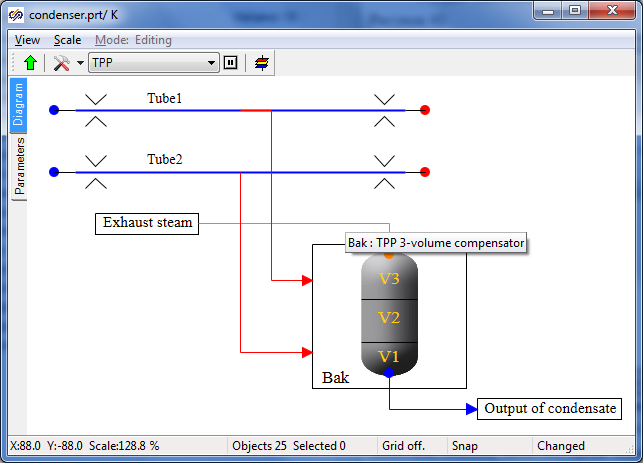 condenser.prt/ K
View Scale Mode: Editing
TPP
Diagram
Parameters
Tube1
Tube2
Exhaust steam
Bak : TPP 3-volume compensator
V3
V2
V1
Bak
Output of condensate
X:88.0 Y:-88.0 Scale:128.8 % Objects 25 Selected 0 Grid off. Snap Changed